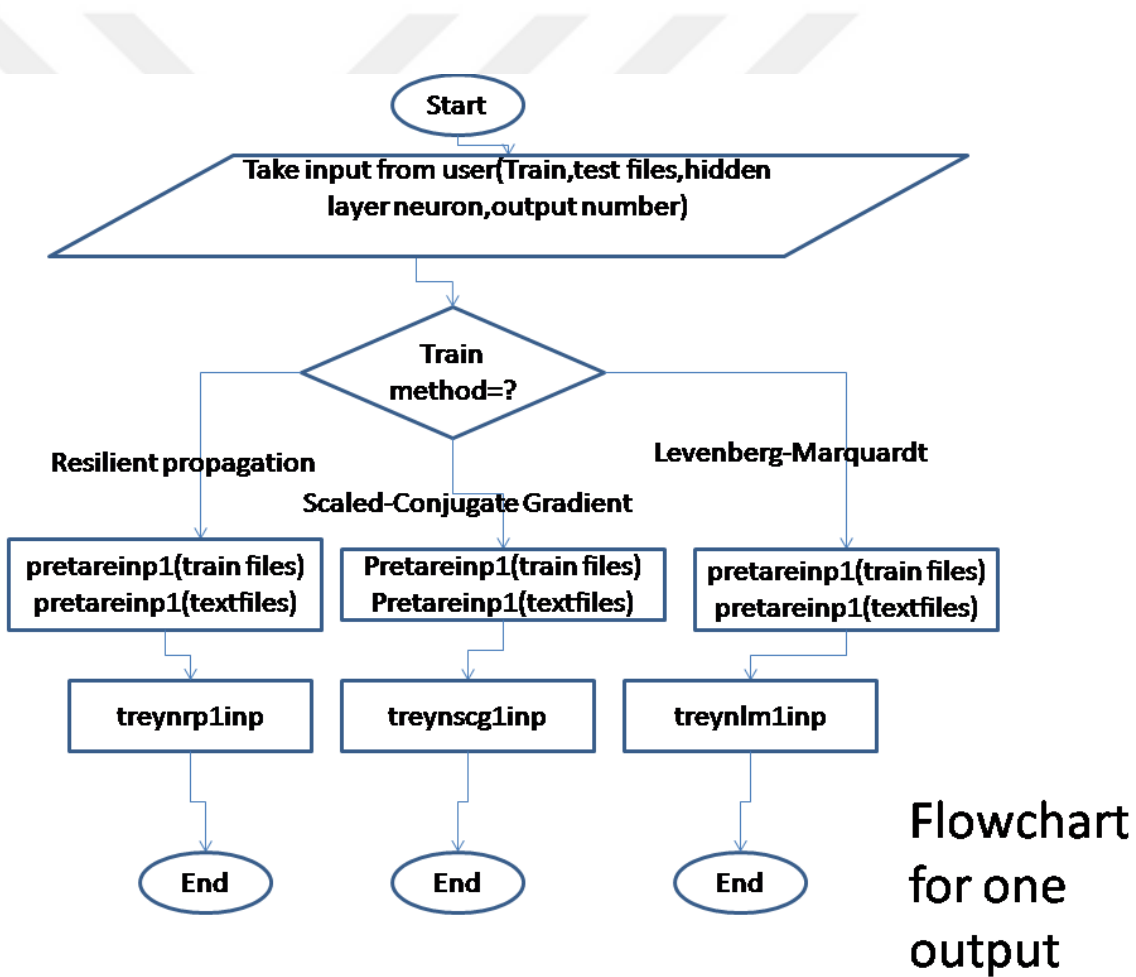 Start
Take input from user(Train,test files,hidden
layer neuron,output number)
Train
method=?
Resilient propagation
Scaled-Conjugate Gradient
Levenberg-Marquardt
pretareinp1(train files)
pretareinp1(textfiles)
Pretareinp1(train files)
Pretareinp1(textfiles)
pretareinp1(train files)
pretareinp1(textfiles)
treynrp1inp
treynscg1inp
treynlm1inp
End
End
End
Flowchart
for one
output